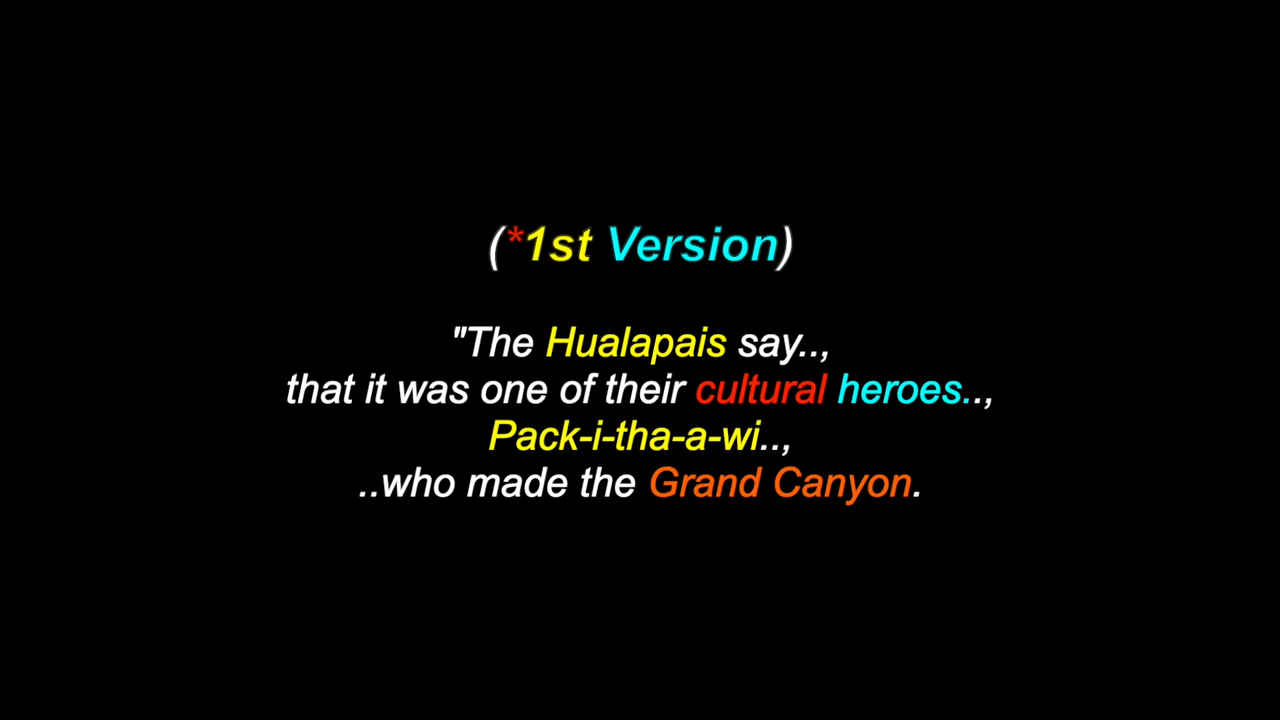 (*1st Version)
"The Hualapais say..,
that it was one of their cultural heroes..,
Pack-i-tha-a-wi..,
..who made the Grand Canyon.